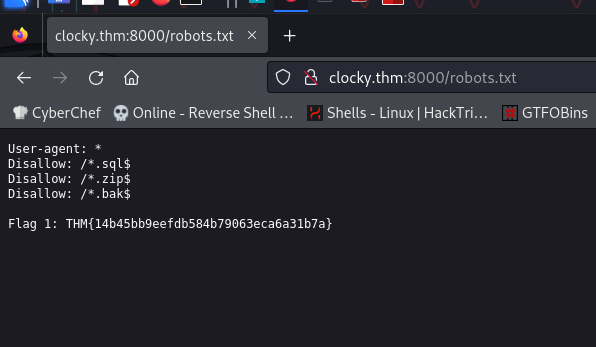 clocky.thm:8000/robots.txt
clocky.thm:8000/robots.txt
CyberChef Online - Reverse Shell … Shells - Linux | HackTri… GTFOBins
User-agent: *
Disallow: /*.sql$
Disallow: /*.zip$
Disallow: /*.bak$
Flag 1: THM{14b45bb9eefdb584b79063eca6a31b7a}